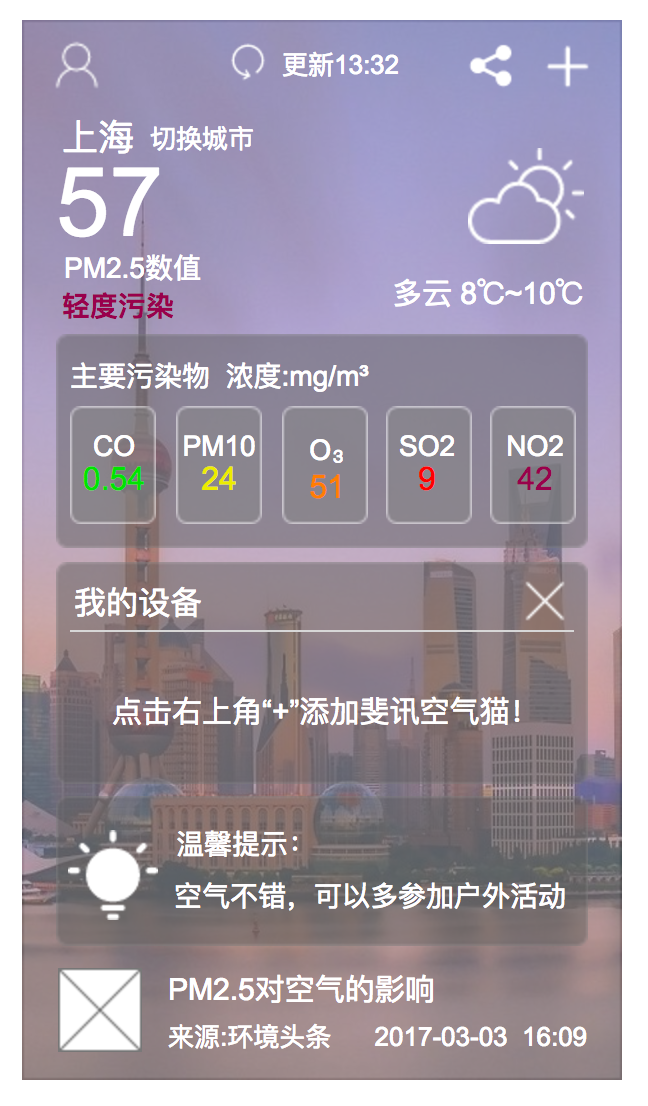 更新13:32
上海 切换城市
57
PM2.5数值
轻度污染
多云 8℃~10℃
主要污染物 浓度:mg/m³
CO PM10 O₃ SO2 NO2
0.54 24 51 9 42
我的设备
点击右上角“+”添加斐讯空气猫！
温馨提示：
空气不错，可以多参加户外活动
PM2.5对空气的影响
来源:环境头条 2017-03-03 16:09